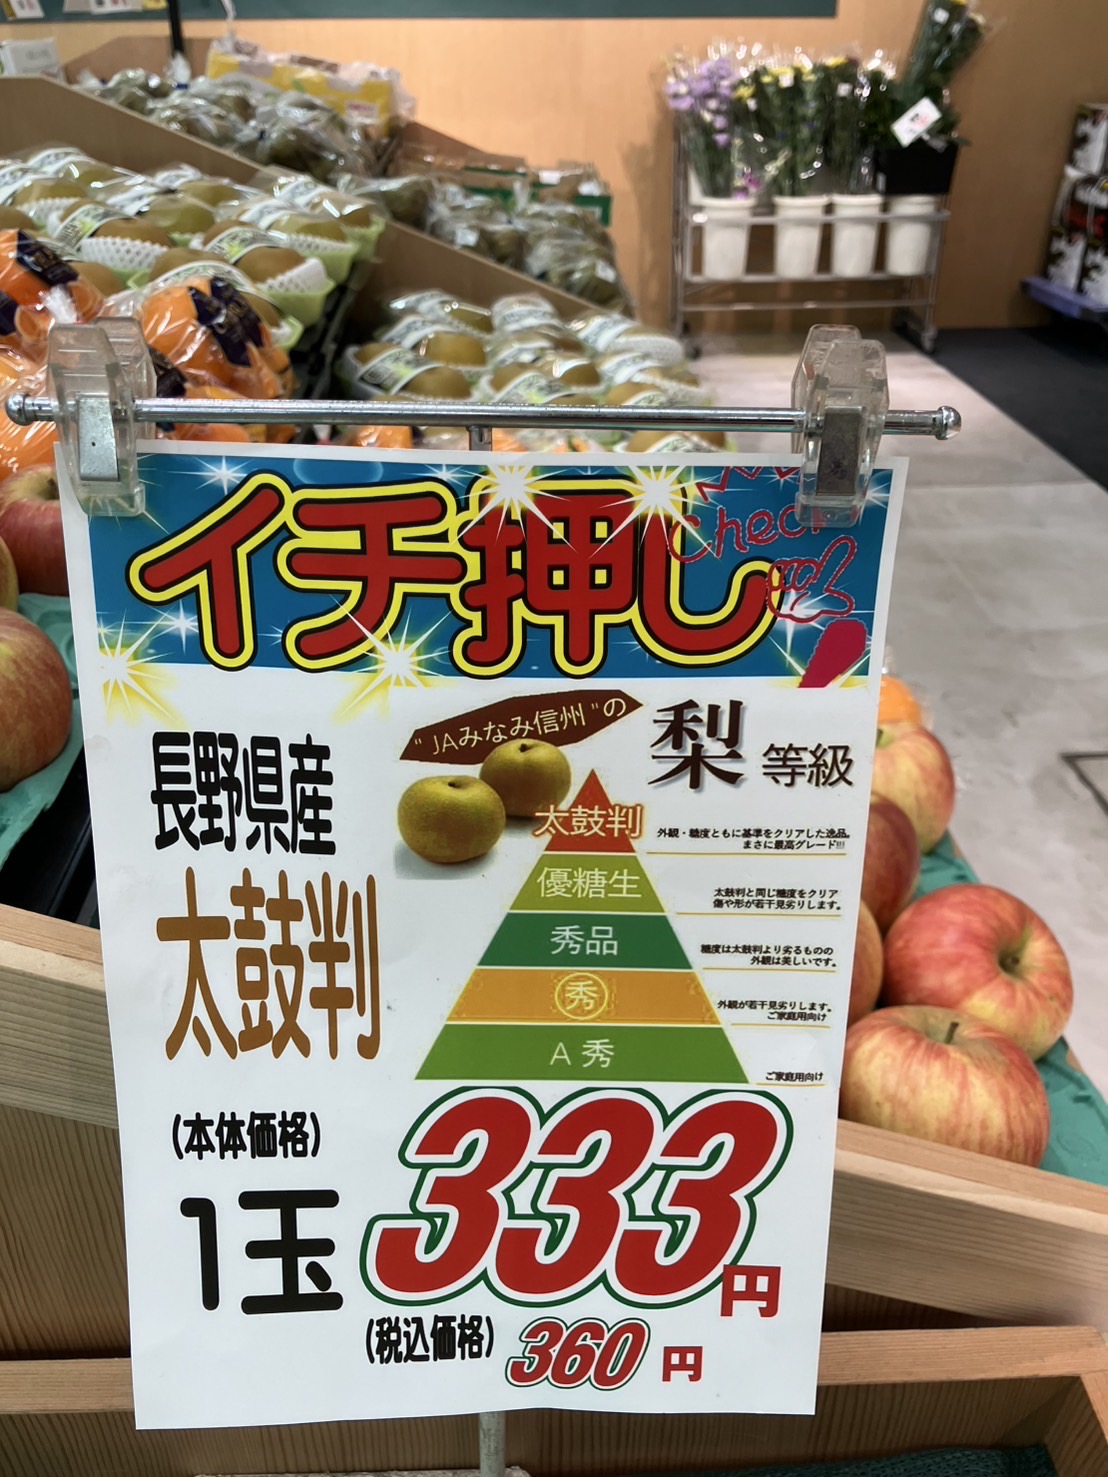 イチ押し
Check
長野県産
太鼓判
"JAみなみ信州"の
梨 等級
太鼓判
外観・糖度ともに基準をクリアした逸品。
まさに最高グレード!!!
優糖生
太鼓判と同じ糖度をクリア
傷や形が若干見劣りします。
秀品
糖度は太鼓判より劣るものの
外観は美しいです。
㊙秀
外観が若干見劣りします。
ご家庭用向け
A 秀
ご家庭用向け
(本体価格)
1玉 333円
(税込価格) 360円